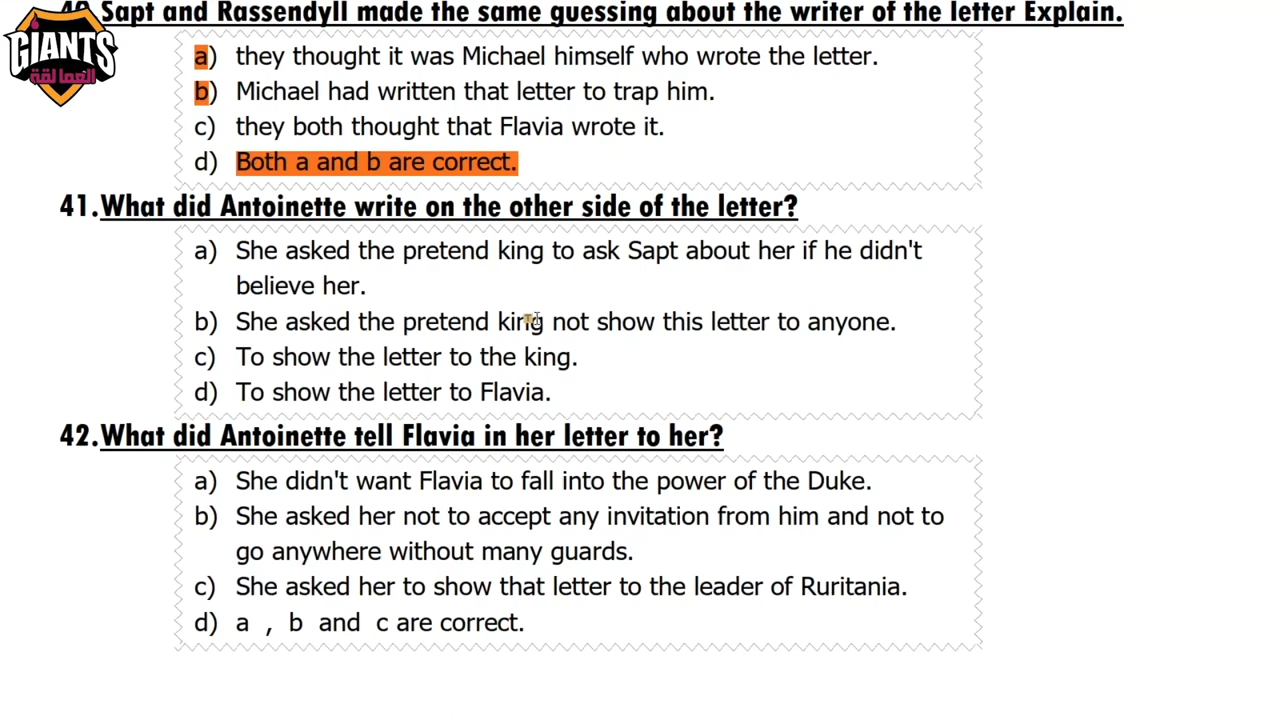 40.Sapt and Rassendyll made the same guessing about the writer of the letter Explain.
GIANTS
العمالقة
a) they thought it was Michael himself who wrote the letter.
b) Michael had written that letter to trap him.
c) they both thought that Flavia wrote it.
d) Both a and b are correct.
41.What did Antoinette write on the other side of the letter?
a) She asked the pretend king to ask Sapt about her if he didn't
believe her.
b) She asked the pretend king not show this letter to anyone.
c) To show the letter to the king.
d) To show the letter to Flavia.
42.What did Antoinette tell Flavia in her letter to her?
a) She didn't want Flavia to fall into the power of the Duke.
b) She asked her not to accept any invitation from him and not to
go anywhere without many guards.
c) She asked her to show that letter to the leader of Ruritania.
d) a , b and c are correct.